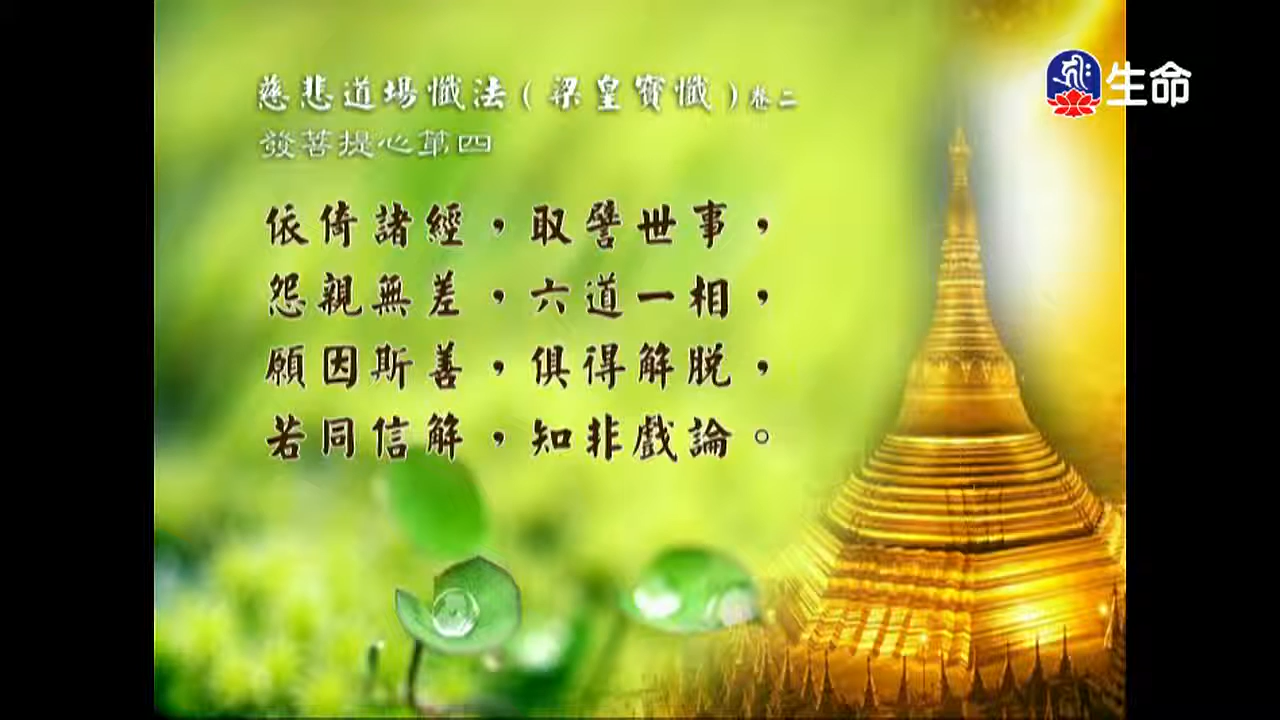 慈悲道場懺法(梁皇寶懺)卷二
生命
發菩提心第四
依倚諸經，取譬世事，
怨親無差，六道一相，
願因斯善，俱得解脫，
若同信解，知非戲論。